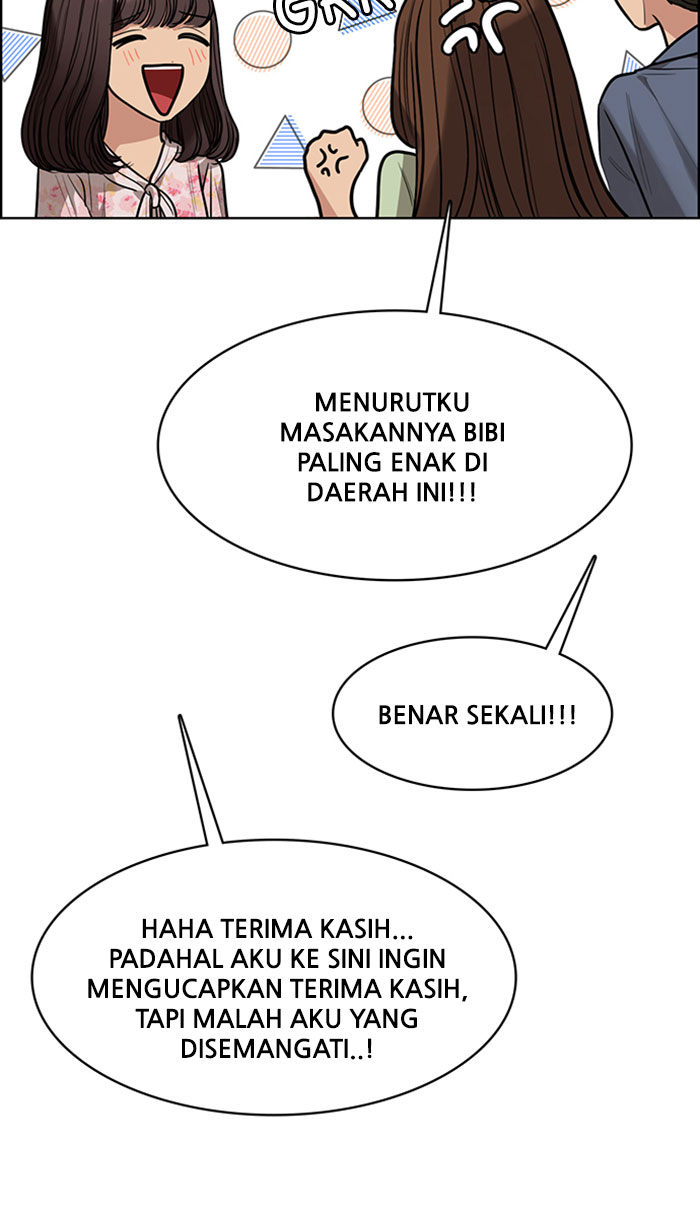 MENURUTKU
MASAKANNYA BIBI
PALING ENAK DI
DAERAH INI!!!
BENAR SEKALI!!!
HAHA TERIMA KASIH...
PADAHAL AKU KE SINI INGIN
MENGUCAPKAN TERIMA KASIH,
TAPI MALAH AKU YANG
DISEMANGATI..!